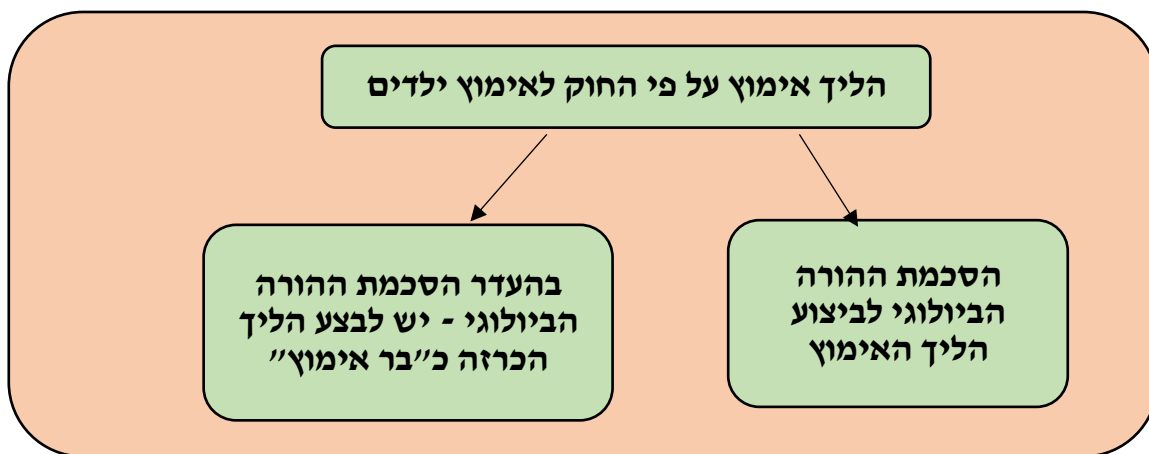 הליך אימוץ על פי החוק לאימוץ ילדים
הסכמת ההורה
הביולוגי לביצוע
הליך האימוץ
בהעדר הסכמת ההורה
הביולוגי - יש לבצע הליך
הכרזה כ״בר אימוץ״